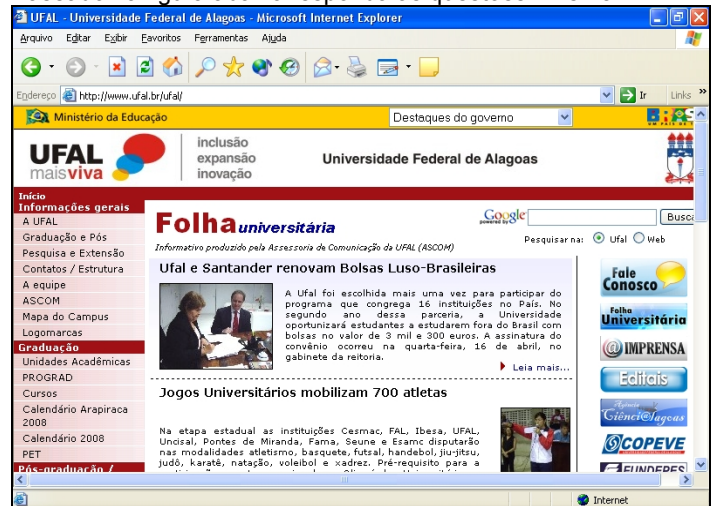 UFAL - Universidade Federal de Alagoas - Microsoft Internet Explorer
Arquivo Editar Exibir Favoritos Ferramentas Ajuda
Endereço http://www.ufal.br/ufal/ Ir Links »
Ministério da Educação Destaques do governo
UFAL
maisviva
inclusão
expansão
inovação
Universidade Federal de Alagoas
Início
Informações gerais
A UFAL
Graduação e Pós
Pesquisa e Extensão
Contatos / Estrutura
A equipe
ASCOM
Mapa do Campus
Logomarcas
Graduação
Unidades Acadêmicas
PROGRAD
Cursos
Calendário Arapiraca
2008
Calendário 2008
PET
Pós-graduação /
Folha universitária
Informativo produzido pela Assessoria de Comunicação da UFAL (ASCOM)
powered by Google Busca
Pesquisar na: Ufal Web
Ufal e Santander renovam Bolsas Luso-Brasileiras
A Ufal foi escolhida mais uma vez para participar do
programa que congrega 16 instituições no País. No
segundo ano dessa parceria, a Universidade
oportunizará estudantes a estudarem fora do Brasil com
bolsas no valor de 3 mil e 300 euros. A assinatura do
convênio ocorreu na quarta-feira, 16 de abril, no
gabinete da reitoria.
Leia mais...
Jogos Universitários mobilizam 700 atletas
Na etapa estadual as instituições Cesmac, FAL, Ibesa, UFAL,
Uncisal, Pontes de Miranda, Fama, Seune e Esamc disputarão
nas modalidades atletismo, basquete, futsal, handebol, jiu-jitsu,
judô, karatê, natação, voleibol e xadrez. Pré-requisito para a
Fale
Conosco
Folha
Universitária
@ IMPRENSA
Editais
Agência
Ciênci@lagoas
COPEVE
FUNDEPES
Internet